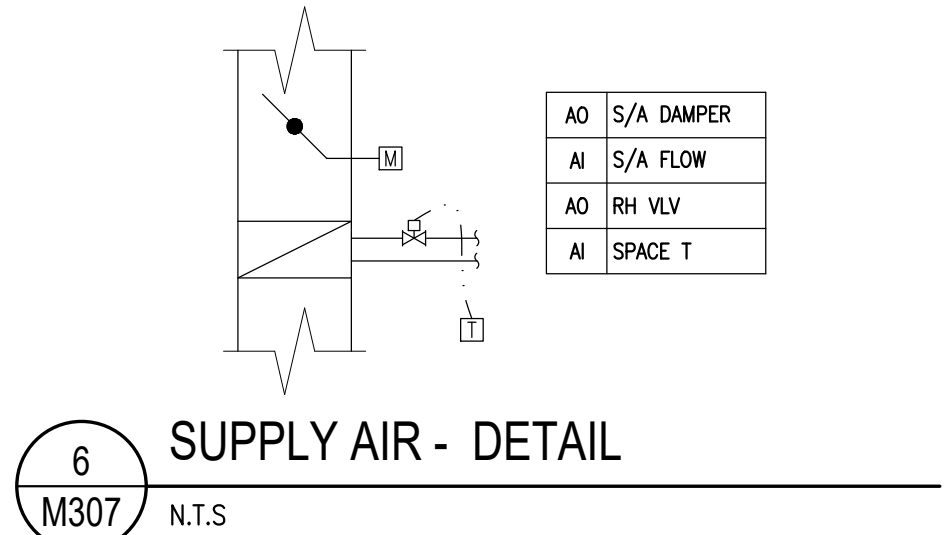 M
T
AO S/A DAMPER
AI S/A FLOW
AO RH VLV
AI SPACE T
6
M307
SUPPLY AIR - DETAIL
N.T.S